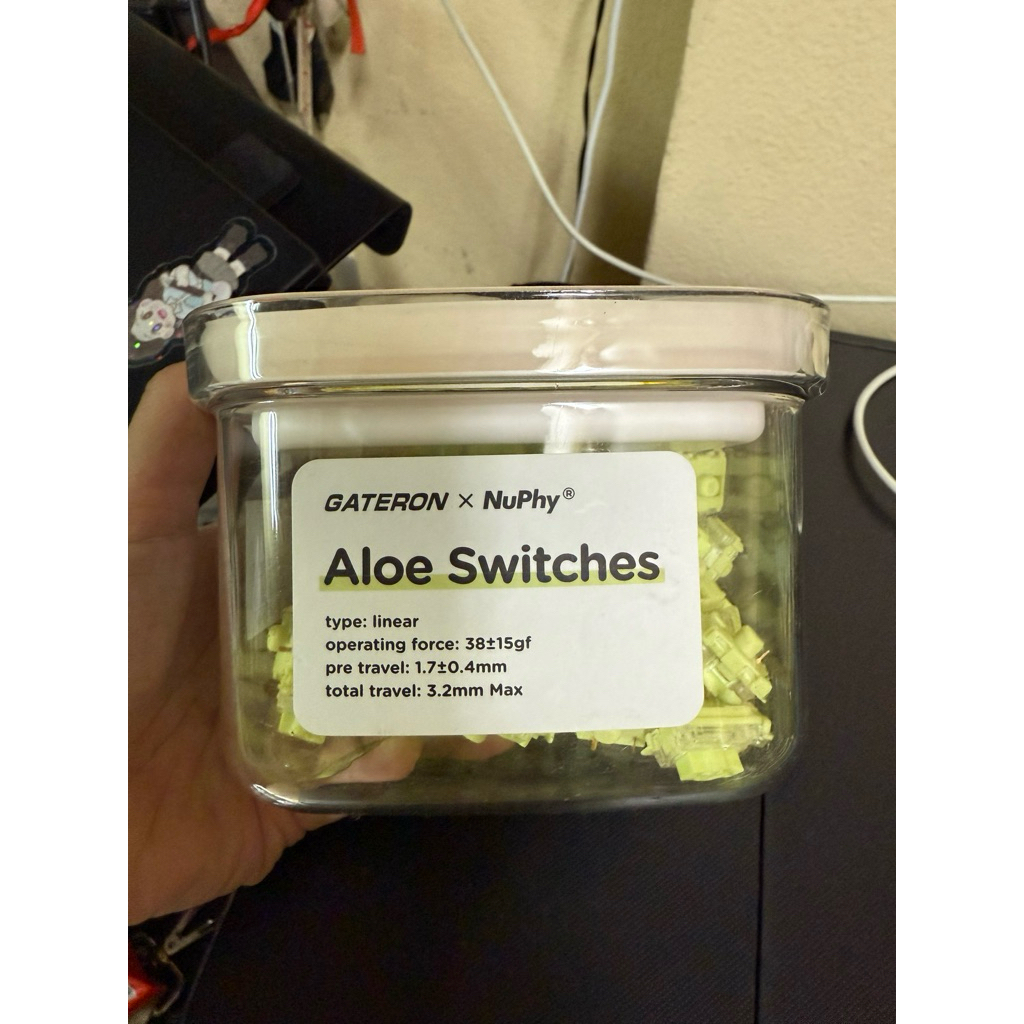 GATERON × NuPhy®
Aloe Switches
type: linear
operating force: 38±15gf
pre travel: 1.7±0.4mm
total travel: 3.2mm Max